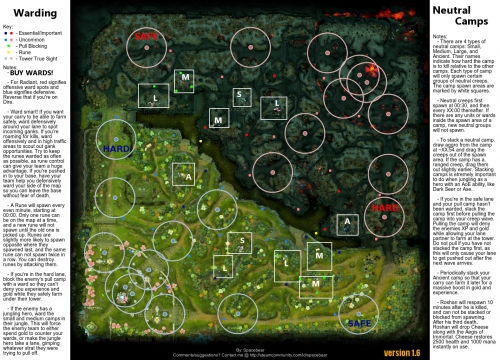 Warding
Key:
- Essential/Important
- Uncommon
- Pull Blocking
- Rune
- Tower True Sight
Notes:
-BUY WARDS!
- For Radiant, red signifies
offensive ward spots and
blue signifies defensive.
Reverse that if you're on
Dire.
- Ward smart! If you want
your carry to be able to farm
safely, ward defensively
around your lane to spot
incoming ganks. If you're
roaming for kills, ward
offensively and in high traffic
areas to scout out gank
opportunities. Try to keep
the runes warded as often
as possible, as rune control
can give your team a huge
advantage. If you're pushed
in to your base, have your
team help you defensively
ward your side of the map
so you can leave the base
without fear of death.
- A Rune will spawn every
even minute, starting at
00:00. Only one rune can
be on the map at a time,
and a new rune will not
spawn until the old one is
picked up. Runes are
slightly more likely to spawn
opposite where they
spawned last, and the same
rune can not spawn twice in
a row. You can destroy
runes by attacking them.
- If you're in the hard lane,
block the enemy's pull camp
with a ward so they can't
deny you experience and
gold while they safely farm
under their tower.
- If the enemy has a
jungling hero, ward the
small and medium camps in
their jungle. This will force
the enemy team to either
spend gold to counter your
wards, or make the jungle
hero take a lane, gimping
whatever strat they were
trying to pull off.
SAFE
L
M
S
M
L
HARD
A
HARD
A
S
L
L
M
M
SAFE
By: Spacebear
version 1.6
Neutral
Camps
Notes:
- There are 4 types of
neutral camps: Small,
Medium, Large, and
Ancient. Their names
indicate how hard the camp
is to kill relative to the other
camps. Each type of camp
will only spawn certain
groups of neutral creeps.
The camp spawn areas are
marked by white squares.
- Neutral creeps first
spawn at 00:30, and then
every XX:00 thereafter. If
there are any units or wards
inside the spawn area of a
camp, new neutral groups
will not spawn.
- To stack a neutral camp,
draw aggro from the camp
at ~XX:54 and drag the
creeps out of the spawn
area. If the camp has a
ranged creep, drag them
out slightly earlier. Stacking
camps is extremely important
to do when jungling as a
hero with an AoE ability, like
Dark Seer or Axe.
- If you're in the safe lane
and your pull camp hasn't
been warded, stack the
camp first before pulling the
camp into your creep wave.
Pulling the camp will deny
the enemies XP and gold
while allowing your lane
partner to farm at the tower.
Do not pull if you have not
stacked the camp first, as
this will only cause your lane
to get pushed out after the
next wave arrives.
- Periodically stack your
Ancient camp so that your
carry can farm it later for a
massive boost in gold and
experience.
- Roshan will respawn 10
minutes after he is killed,
and can not be stacked or
blocked from spawning.
After his third death,
Roshan will drop Cheese
along with the Aegis of
Immortal. Cheese restores
2500 health and 1000 mana
instantly on use.